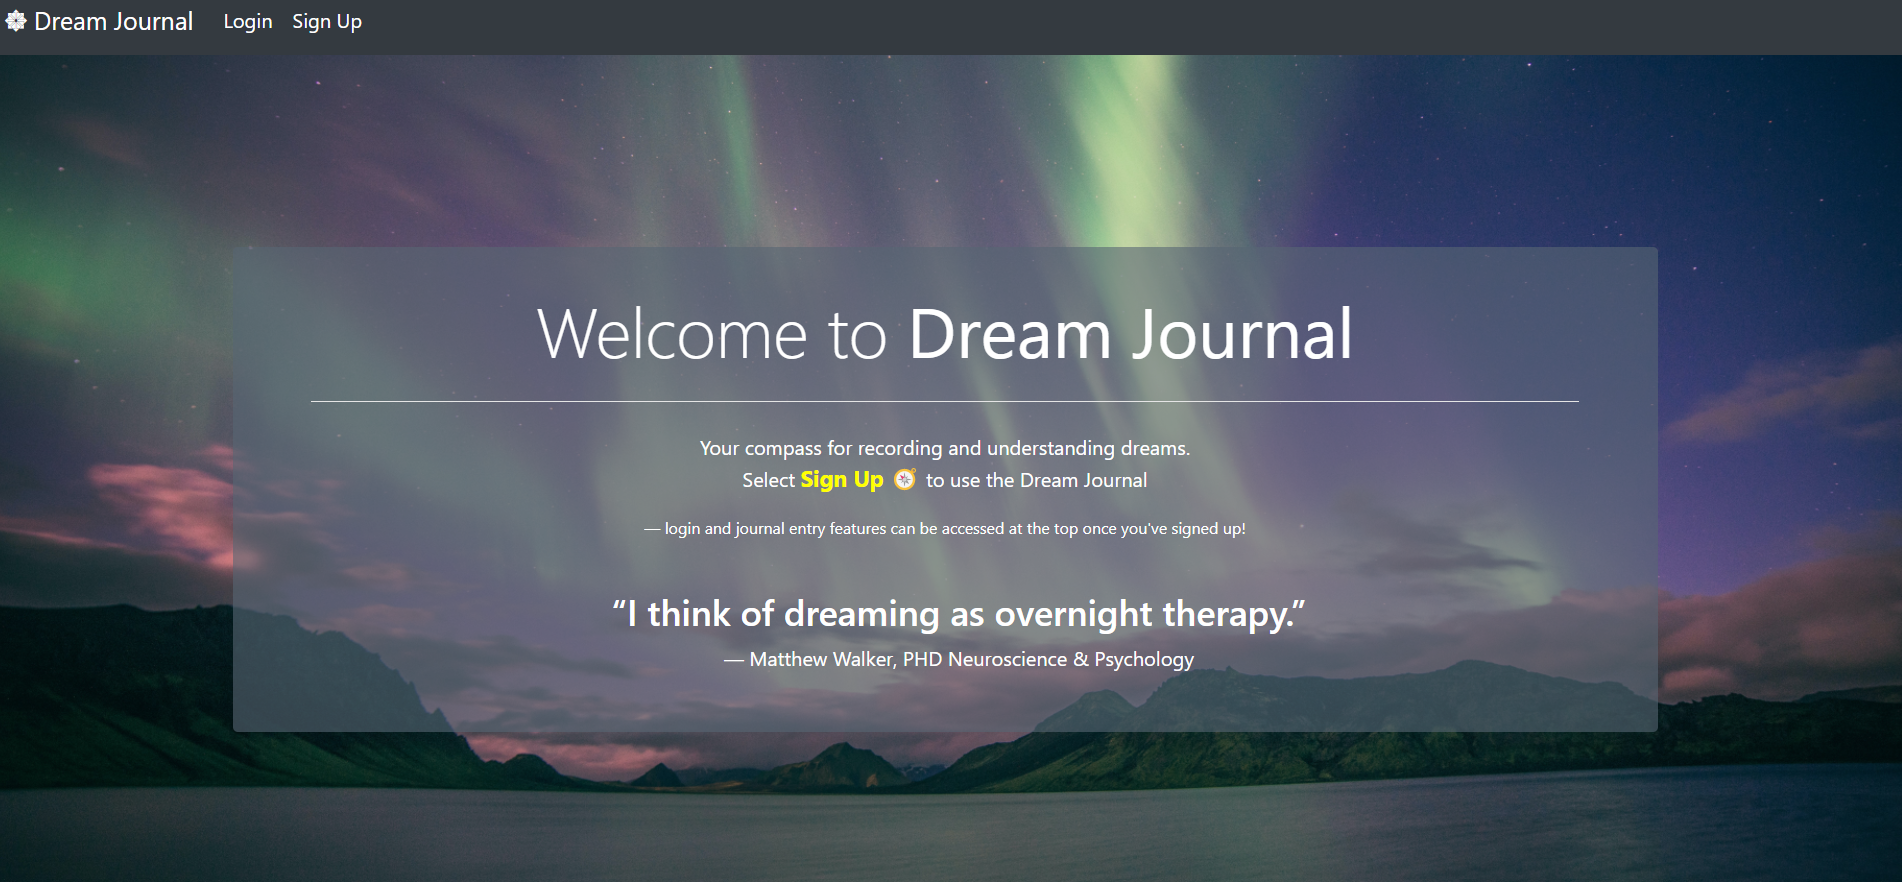 Dream Journal Login Sign Up
Welcome to Dream Journal
Your compass for recording and understanding dreams.
Select Sign Up to use the Dream Journal
— login and journal entry features can be accessed at the top once you've signed up!
“I think of dreaming as overnight therapy.”
— Matthew Walker, PHD Neuroscience & Psychology